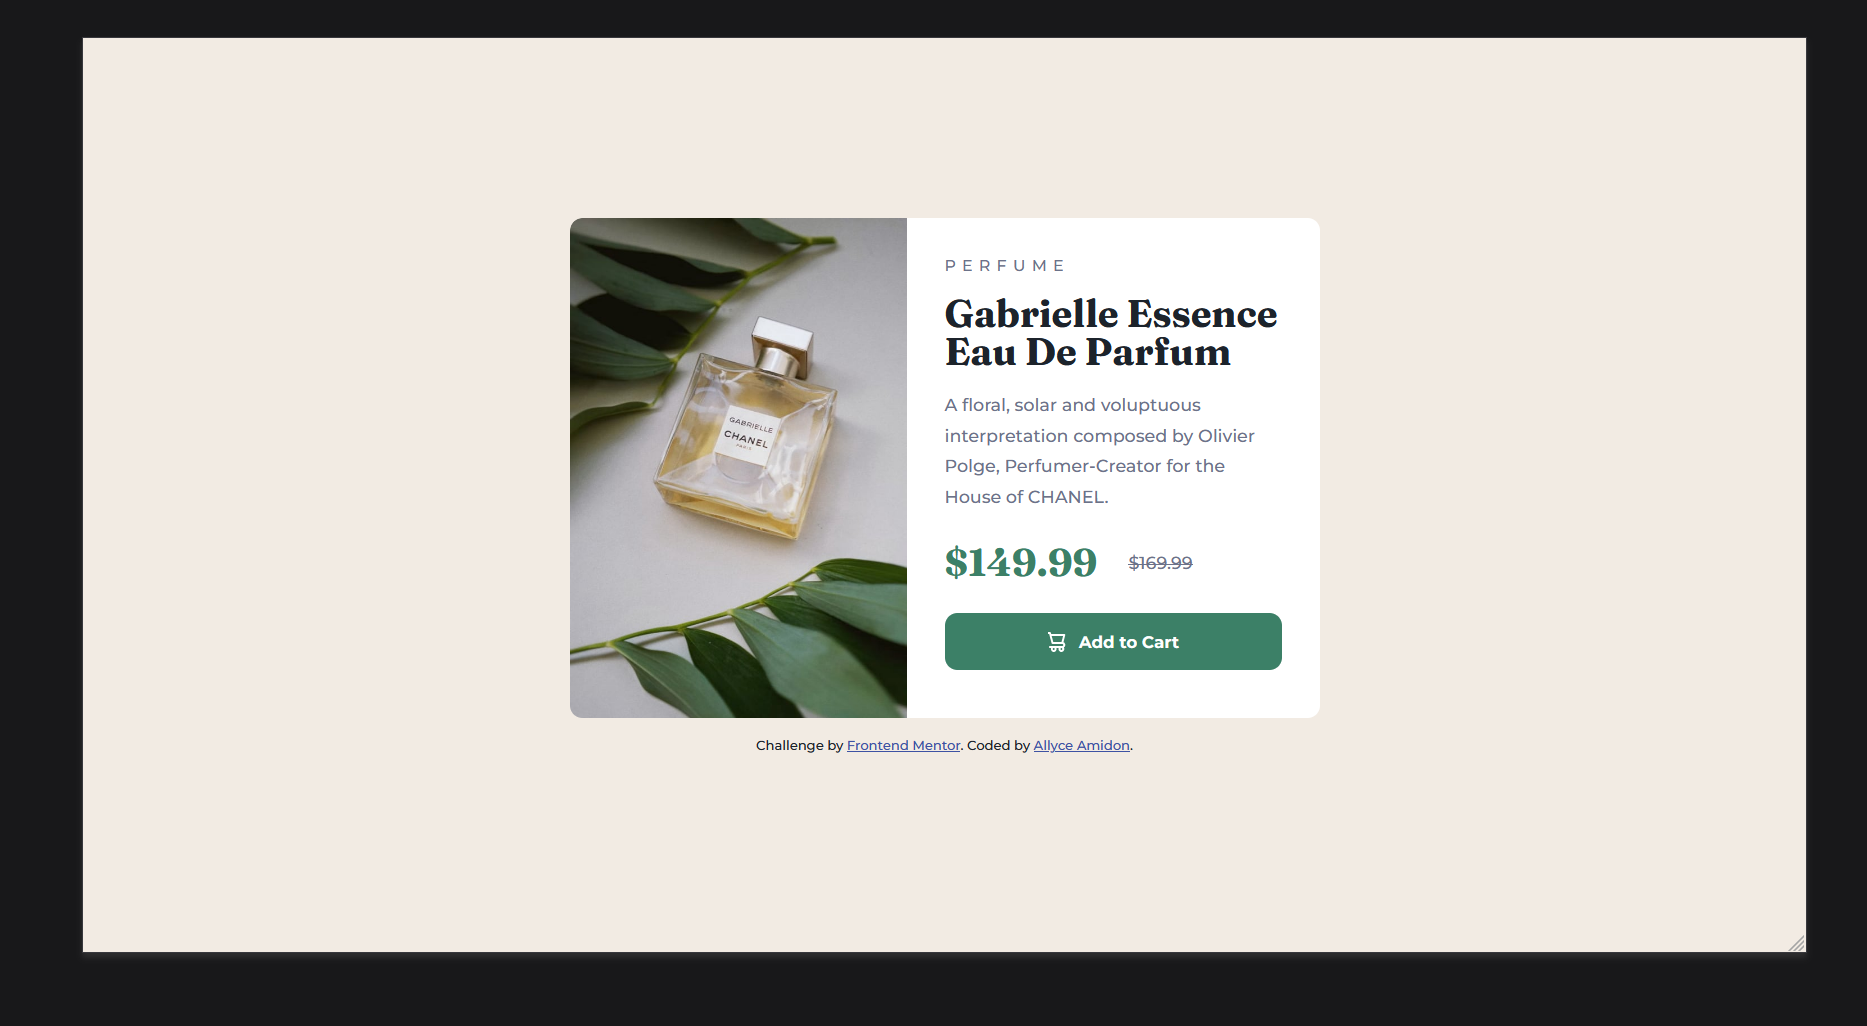 GABRIELLE
CHANEL
PARIS
PERFUME
Gabrielle Essence
Eau De Parfum
A floral, solar and voluptuous
interpretation composed by Olivier
Polge, Perfumer-Creator for the
House of CHANEL.
$149.99 $169.99
Add to Cart
Challenge by Frontend Mentor. Coded by Allyce Amidon.